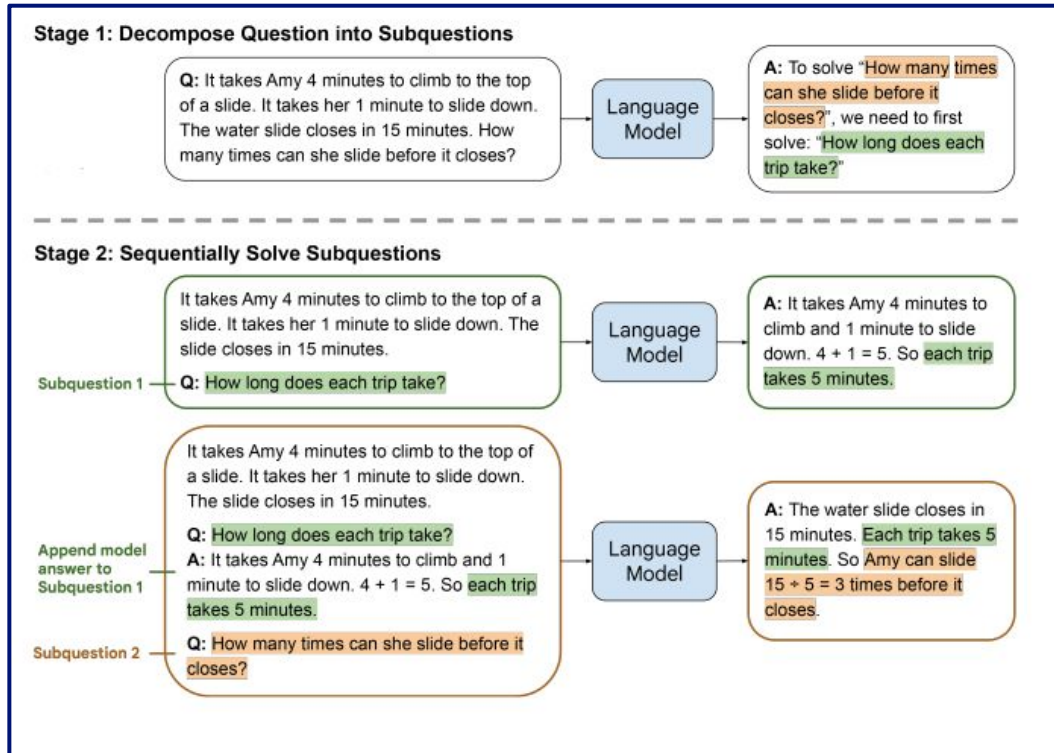 Stage 1: Decompose Question into Subquestions
Q: It takes Amy 4 minutes to climb to the top
of a slide. It takes her 1 minute to slide down.
The water slide closes in 15 minutes. How
many times can she slide before it closes?
Language
Model
A: To solve “How many times
can she slide before it
closes?”, we need to first
solve: “How long does each
trip take?”
Stage 2: Sequentially Solve Subquestions
It takes Amy 4 minutes to climb to the top of a
slide. It takes her 1 minute to slide down. The
slide closes in 15 minutes.
Subquestion 1
Q: How long does each trip take?
Language
Model
A: It takes Amy 4 minutes to
climb and 1 minute to slide
down. 4 + 1 = 5. So each trip
takes 5 minutes.
It takes Amy 4 minutes to climb to the top of
a slide. It takes her 1 minute to slide down.
The slide closes in 15 minutes.
Q: How long does each trip take?
Append model
answer to
Subquestion 1
A: It takes Amy 4 minutes to climb and 1
minute to slide down. 4 + 1 = 5. So each trip
takes 5 minutes.
Subquestion 2
Q: How many times can she slide before it
closes?
Language
Model
A: The water slide closes in
15 minutes. Each trip takes 5
minutes. So Amy can slide
15 ÷ 5 = 3 times before it
closes.